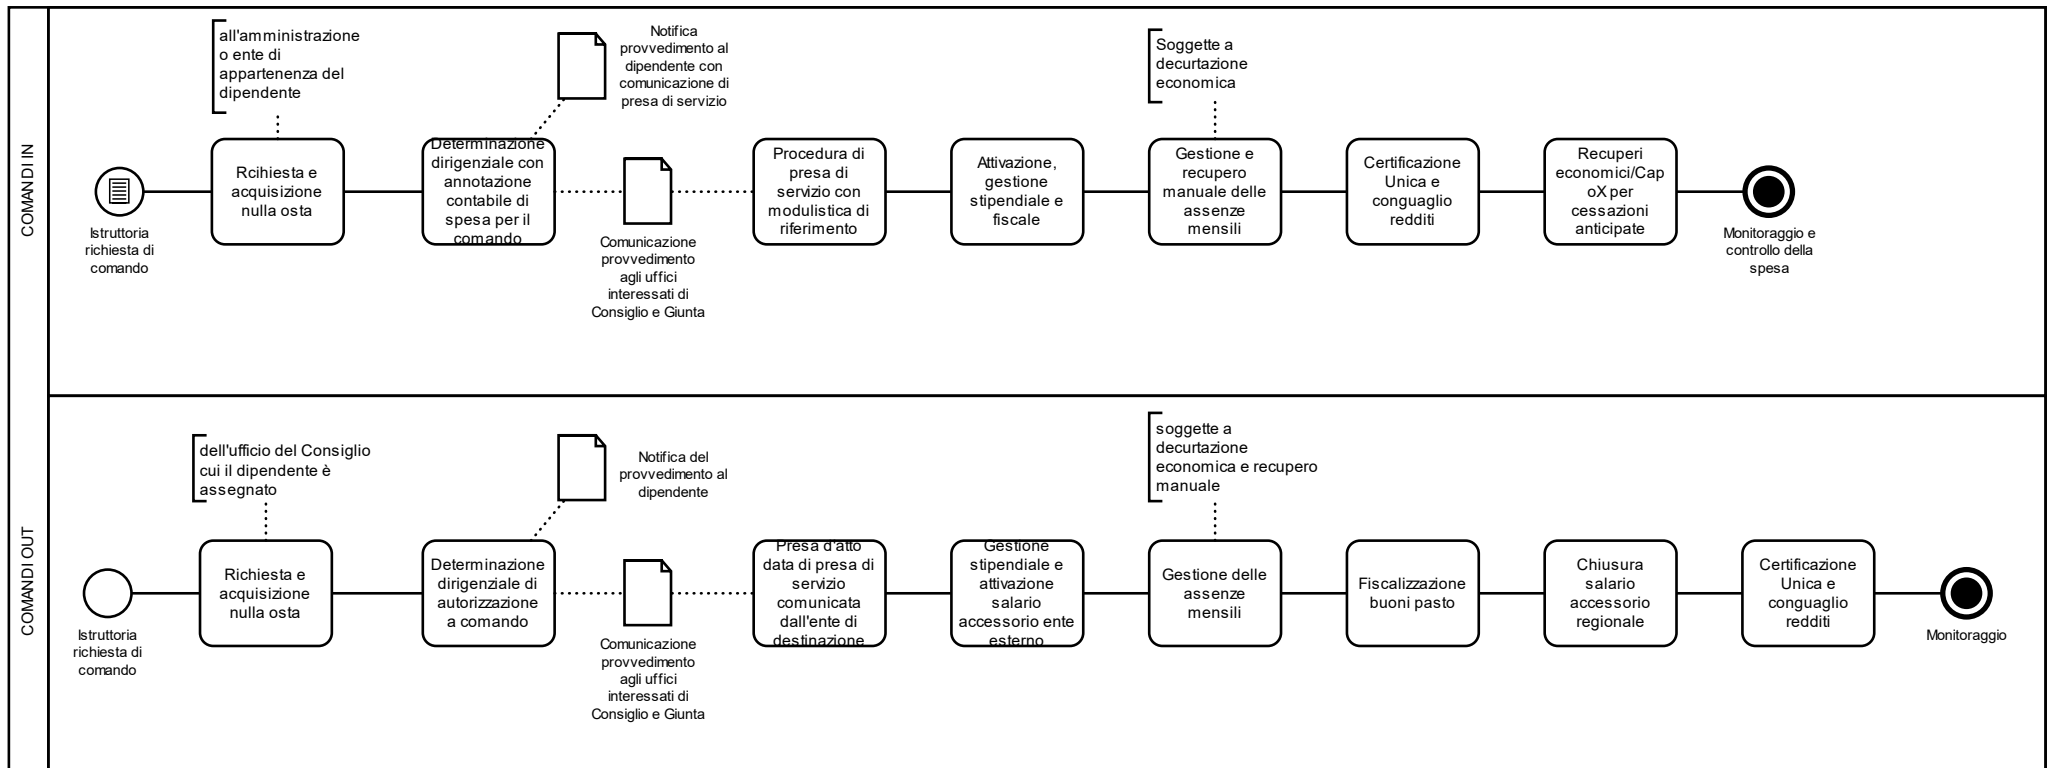 COMANDI IN
all'amministrazione
o ente di
appartenenza del
dipendente
Notifica
provvedimento al
dipendente con
comunicazione di
presa di servizio
Soggette a
decurtazione
economica
Istruttoria
richiesta di
comando
Rcihiesta e
acquisizione
nulla osta
Determinazione
dirigenziale con
annotazione
contabile di
spesa per il
comando
Comunicazione
provvedimento
agli uffici
interessati di
Consiglio e Giunta
Procedura di
presa di
servizio con
modulistica di
riferimento
Attivazione,
gestione
stipendiale e
fiscale
Gestione e
recupero
manuale delle
assenze
mensili
Certificazione
Unica e
conguaglio
redditi
Recuperi
economici/Cap
oX per
cessazioni
anticipate
Monitoraggio e
controllo della
spesa
COMANDI OUT
dell'ufficio del Consiglio
cui il dipendente è
assegnato
Notifica del
provvedimento al
dipendente
soggette a
decurtazione
economica e recupero
manuale
Istruttoria
richiesta di
comando
Richiesta e
acquisizione
nulla osta
Determinazione
dirigenziale di
autorizzazione
a comando
Comunicazione
provvedimento
agli uffici
interessati di
Consiglio e Giunta
Presa d'atto
data di presa di
servizio
comunicata
dall'ente di
destinazione
Gestione
stipendiale e
attivazione
salario
accessorio ente
esterno
Gestione delle
assenze
mensili
Fiscalizzazione
buoni pasto
Chiusura
salario
accessorio
regionale
Certificazione
Unica e
conguaglio
redditi
Monitoraggio